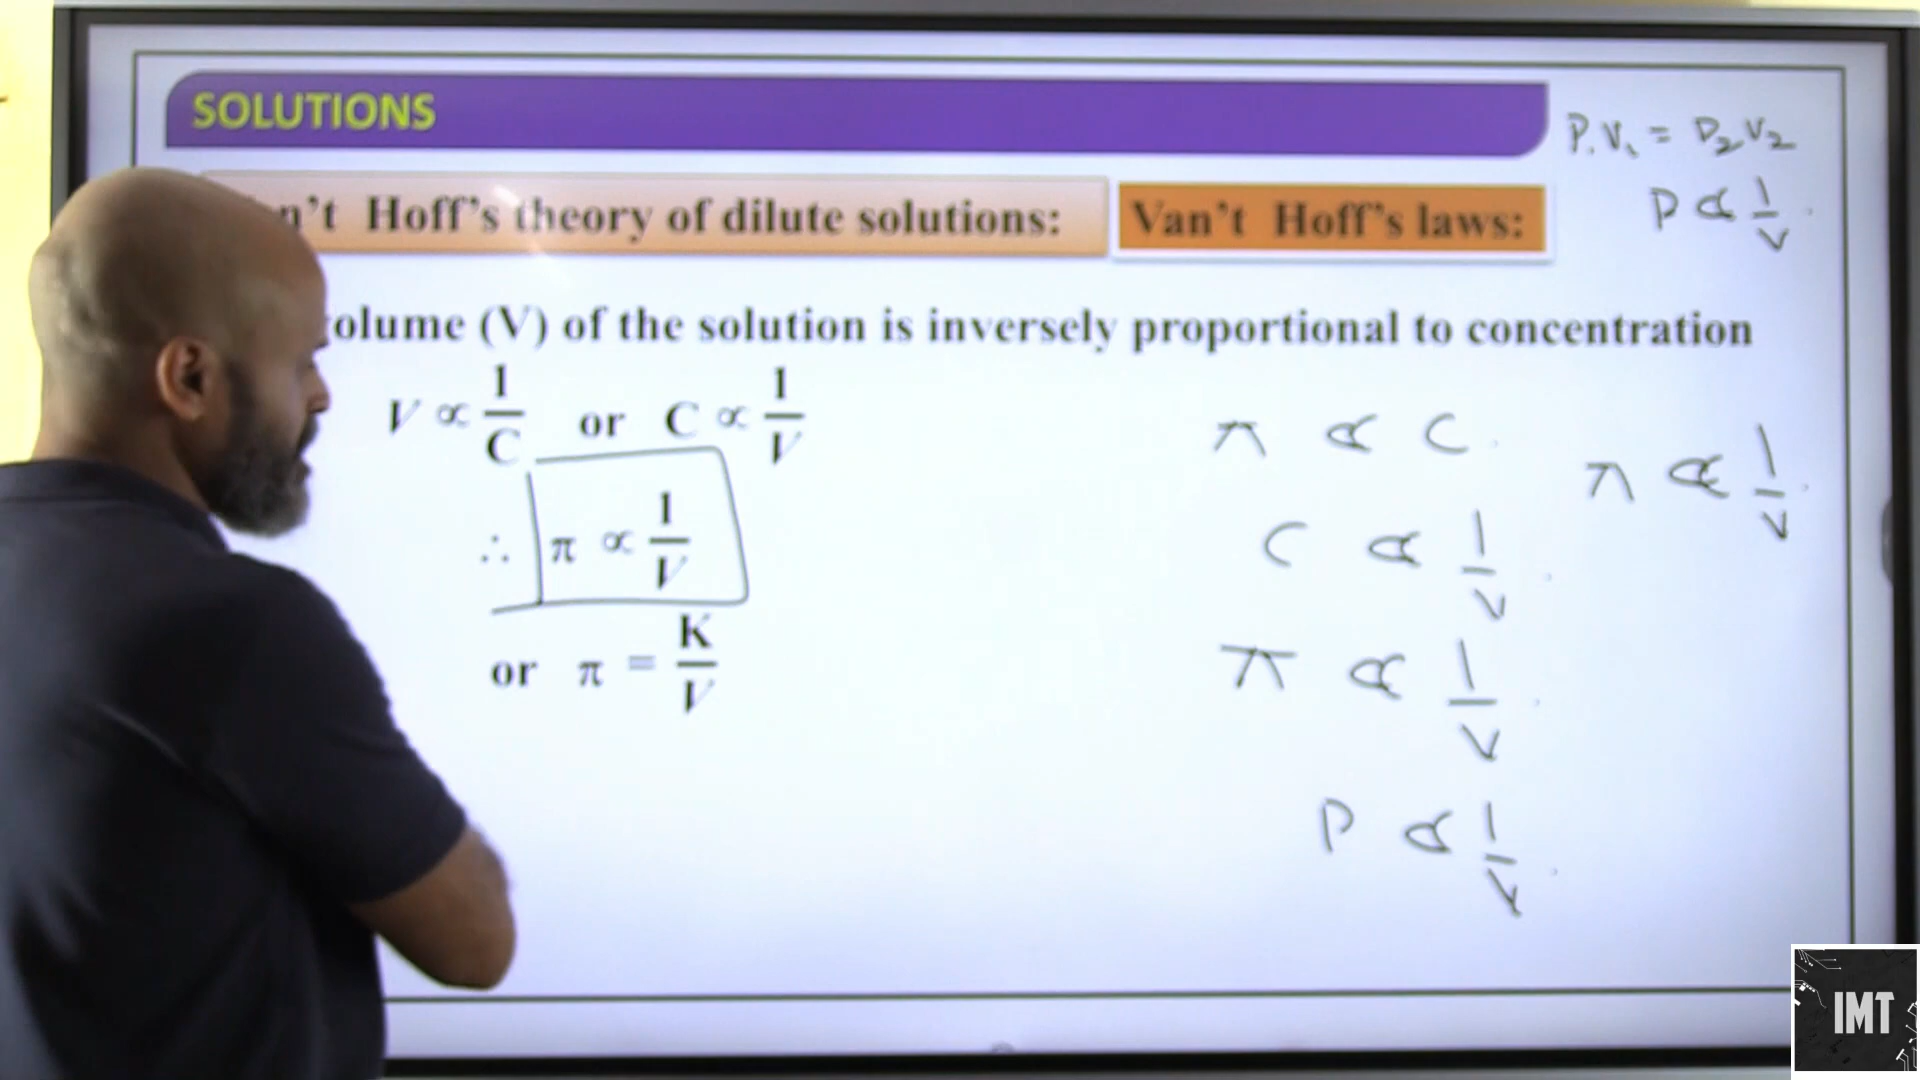 SOLUTIONS
P₁V₁ = P₂V₂
P ∝ 1/V
n't Hoff's theory of dilute solutions:
Van't Hoff's laws:
olume (V) of the solution is inversely proportional to concentration
V ∝ 1/C or C ∝ 1/V
π ∝ C
π ∝ 1/V
∴ π ∝ 1/V
C ∝ 1/V
or π = K/V
π ∝ 1/V
P ∝ 1/V
IMT